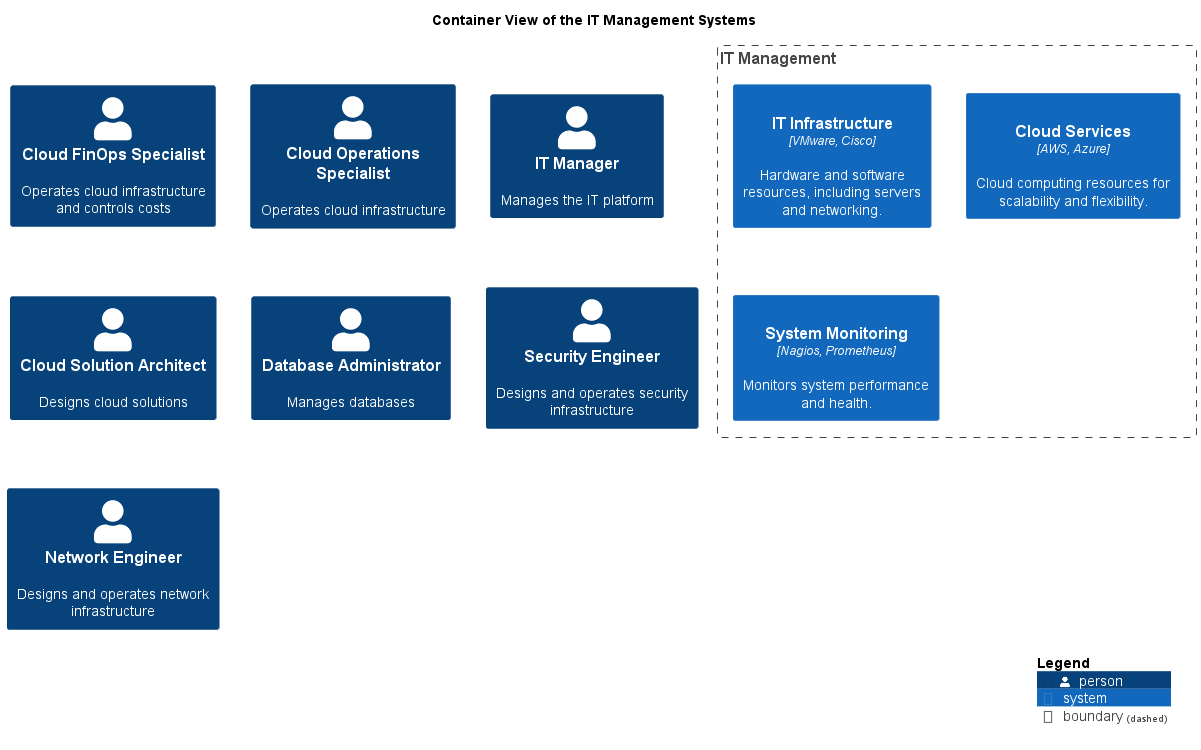 Container View of the IT Management Systems
IT Management
Cloud FinOps Specialist
Operates cloud infrastructure
and controls costs
Cloud Operations
Specialist
Operates cloud infrastructure
IT Manager
Manages the IT platform
IT Infrastructure
[VMware, Cisco]
Hardware and software
resources, including servers
and networking.
Cloud Services
[AWS, Azure]
Cloud computing resources for
scalability and flexibility.
Cloud Solution Architect
Designs cloud solutions
Database Administrator
Manages databases
Security Engineer
Designs and operates security
infrastructure
System Monitoring
[Nagios, Prometheus]
Monitors system performance
and health.
Network Engineer
Designs and operates network
infrastructure
Legend
person
system
boundary (dashed)